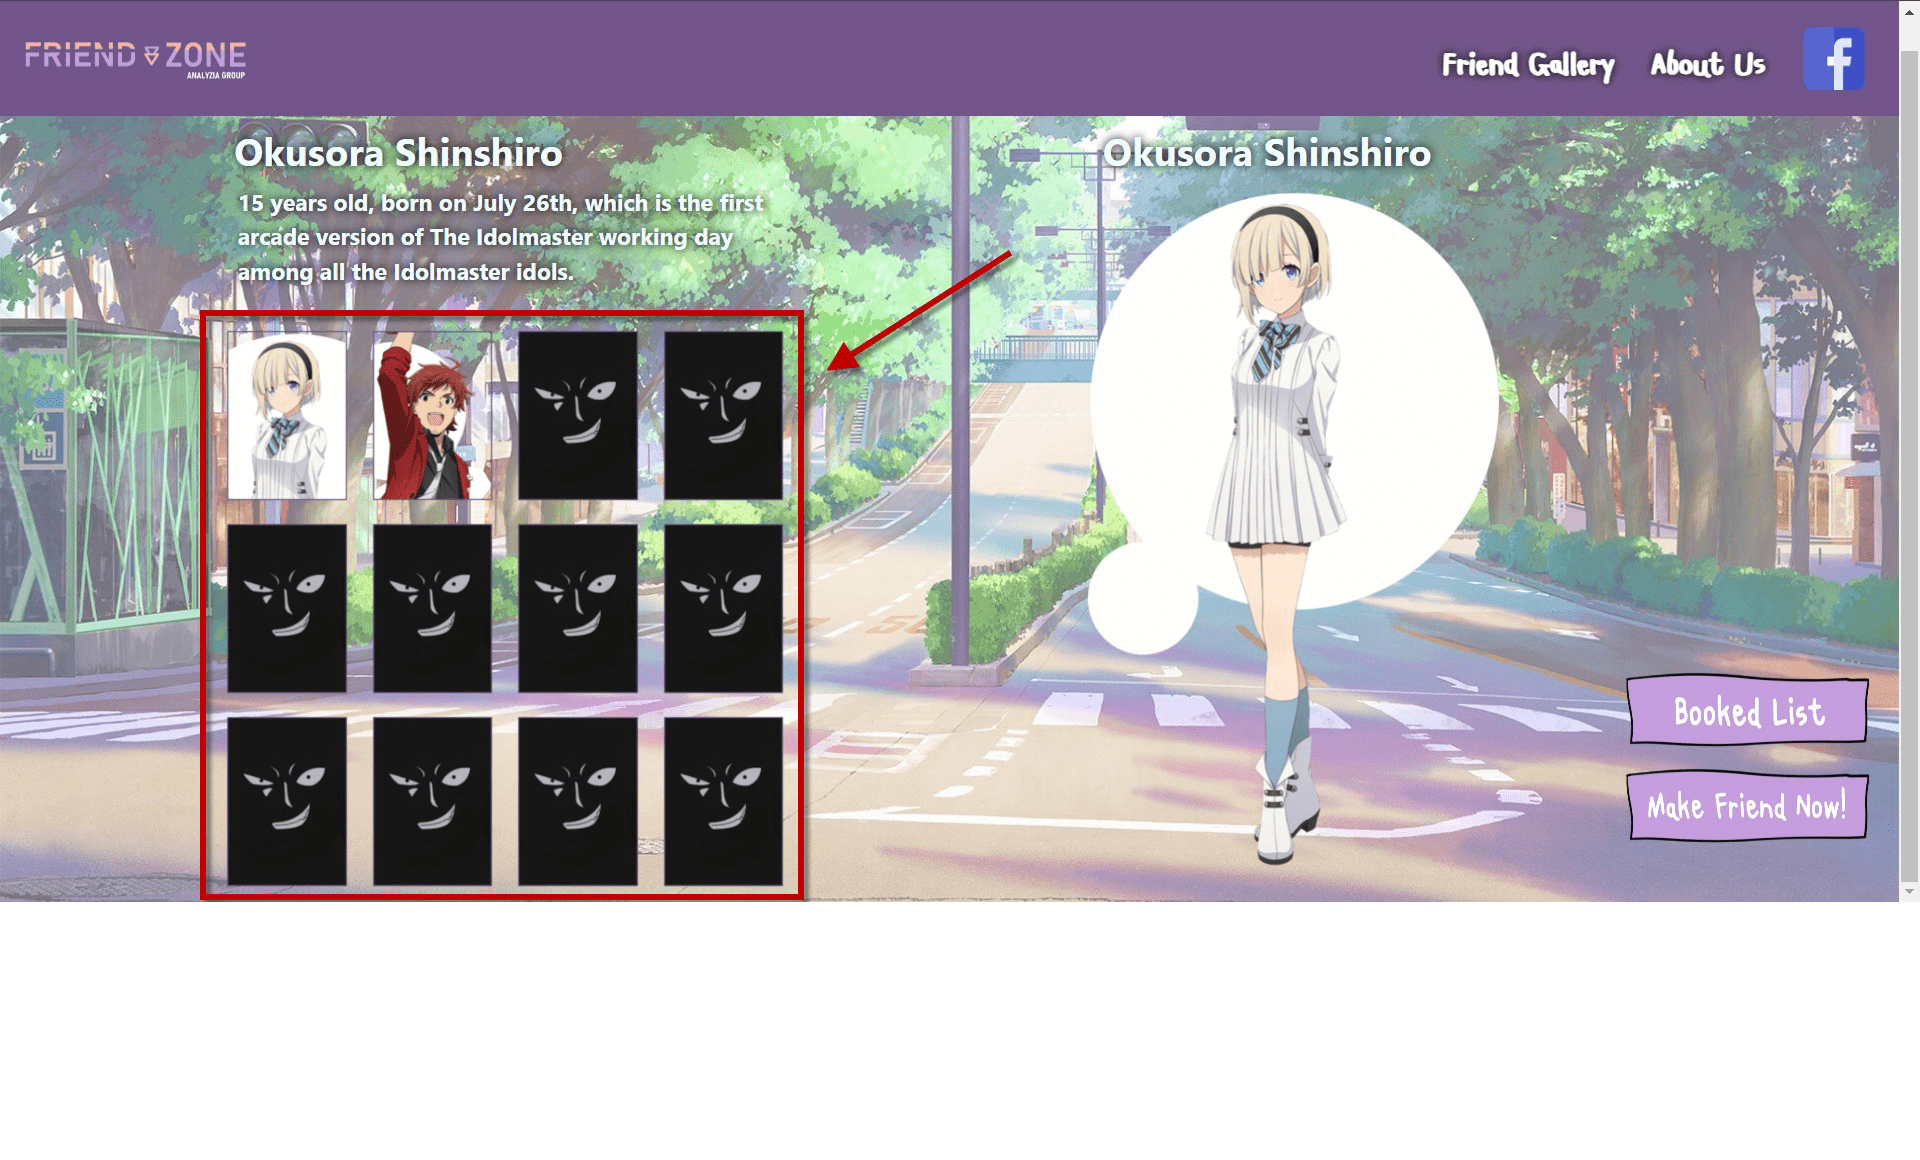 FRIEND ZONE
ANALYZIA GROUP
Friend Gallery
About Us
f
Okusora Shinshiro
15 years old, born on July 26th, which is the first
arcade version of The Idolmaster working day
among all the Idolmaster idols.
Okusora Shinshiro
Booked List
Make Friend Now!